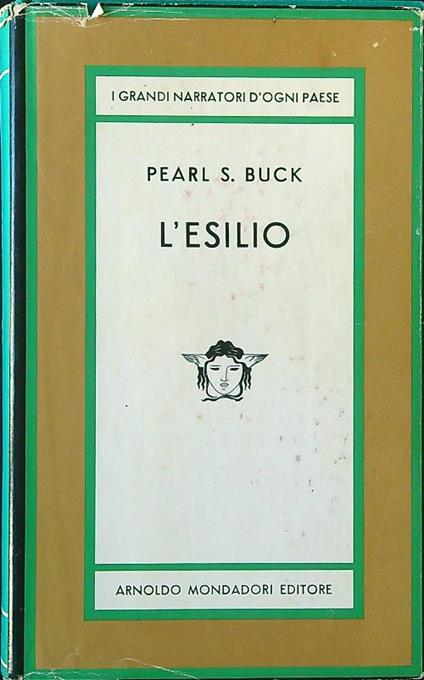 I GRANDI NARRATORI D'OGNI PAESE
PEARL S. BUCK
L'ESILIO
ARNOLDO MONDADORI EDITORE